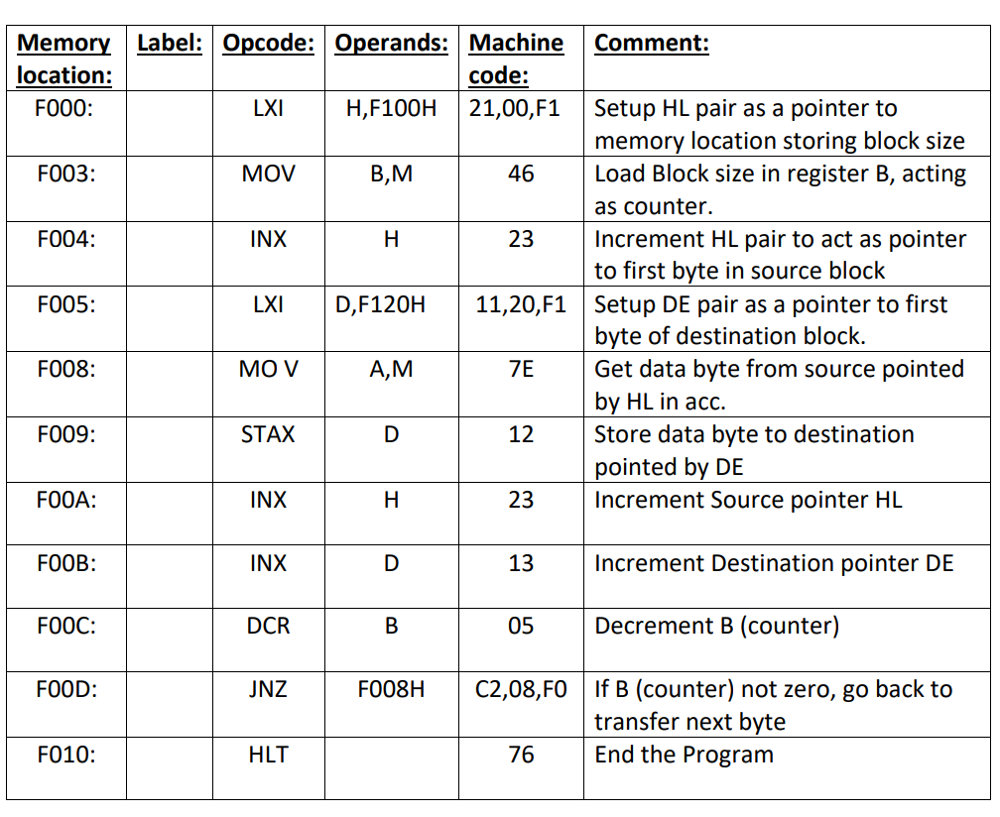 Memory location: Label: Opcode: Operands: Machine code: Comment:
F000: LXI H,F100H 21,00,F1 Setup HL pair as a pointer to
memory location storing block size
F003: MOV B,M 46 Load Block size in register B, acting
as counter.
F004: INX H 23 Increment HL pair to act as pointer
to first byte in source block
F005: LXI D,F120H 11,20,F1 Setup DE pair as a pointer to first
byte of destination block.
F008: MO V A,M 7E Get data byte from source pointed
by HL in acc.
F009: STAX D 12 Store data byte to destination
pointed by DE
F00A: INX H 23 Increment Source pointer HL
F00B: INX D 13 Increment Destination pointer DE
F00C: DCR B 05 Decrement B (counter)
F00D: JNZ F008H C2,08,F0 If B (counter) not zero, go back to
transfer next byte
F010: HLT 76 End the Program